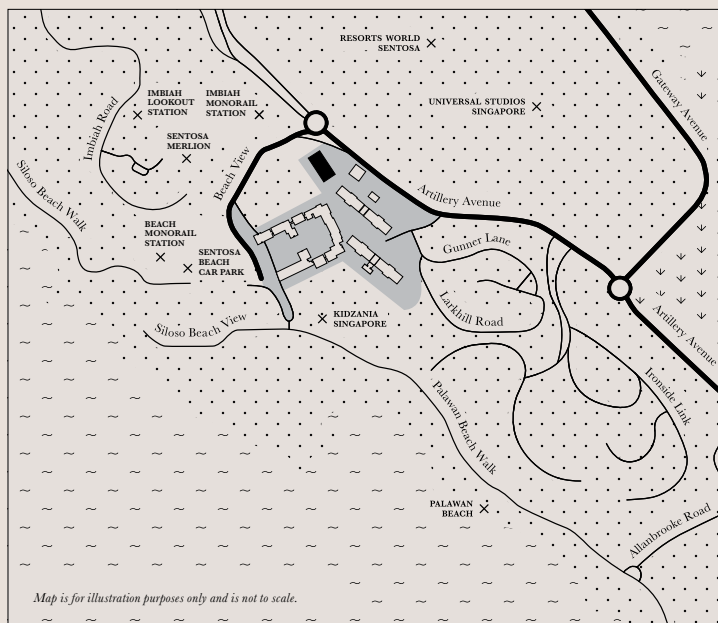 RESORTS WORLD
SENTOSA
Gateway Avenue
IMBIAH
LOOKOUT
STATION
IMBIAH
MONORAIL
STATION
UNIVERSAL STUDIOS
SINGAPORE
Imbiah Road
SENTOSA
MERLION
Beach View
Siloso Beach Walk
Artillery Avenue
BEACH
MONORAIL
STATION
SENTOSA
BEACH
CAR PARK
Gunner Lane
Larkhill Road
KIDZANIA
SINGAPORE
Siloso Beach View
Artillery Avenue
Ironside Link
Palawan Beach Walk
PALAWAN
BEACH
Allanbrooke Road
Map is for illustration purposes only and is not to scale.